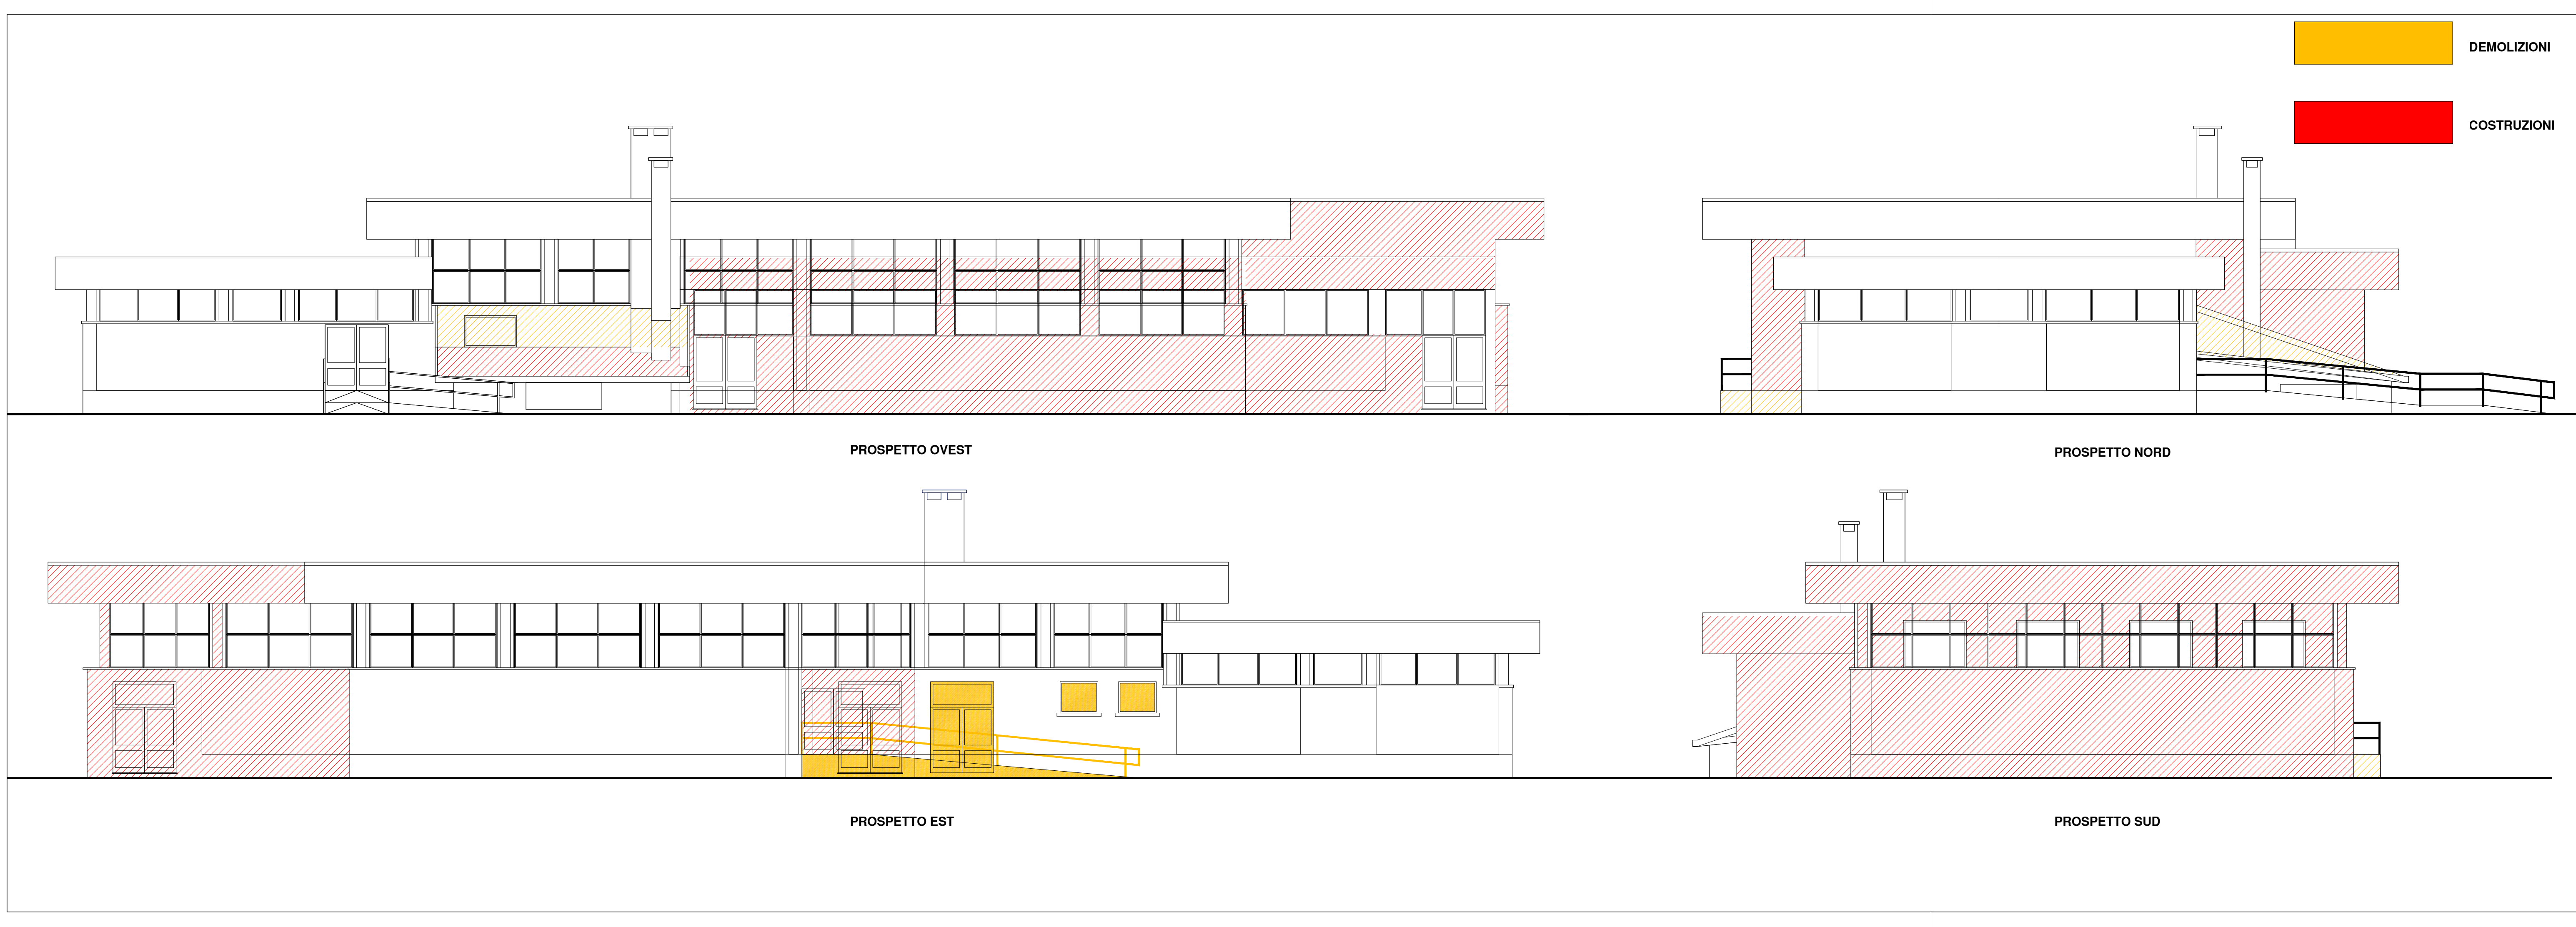 DEMOLIZIONI
COSTRUZIONI
PROSPETTO OVEST
PROSPETTO NORD
PROSPETTO EST
PROSPETTO SUD